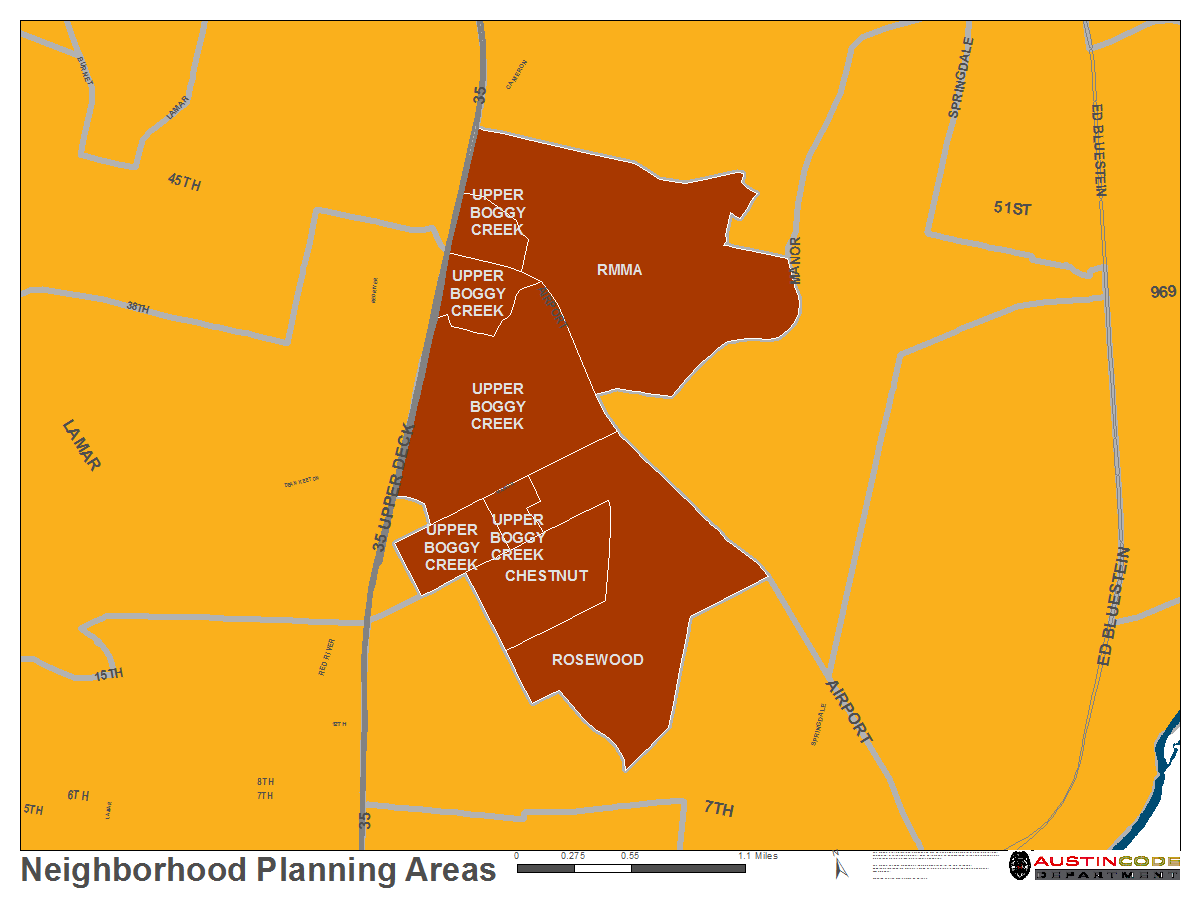 35
CAMERON
SPRINGDALE
BURNET
LAMAR
ED BLUESTEIN
45TH
UPPER
BOGGY
CREEK
51ST
MANOR
RMMA
UPPER
BOGGY
CREEK
969
38TH
UPPER
BOGGY
CREEK
LAMAR
35 UPPER DECK
UPPER
BOGGY
CREEK
UPPER
BOGGY
CREEK
CHESTNUT
ED BLUESTEIN
RED RIVER
ROSEWOOD
15TH
AIRPORT
SPRINGDALE
8TH
7TH
6TH
5TH
LAMAR
35
7TH
Neighborhood Planning Areas
0 0.275 0.55 1.1 Miles
N
AUSTINCODE
DEPARTMENT